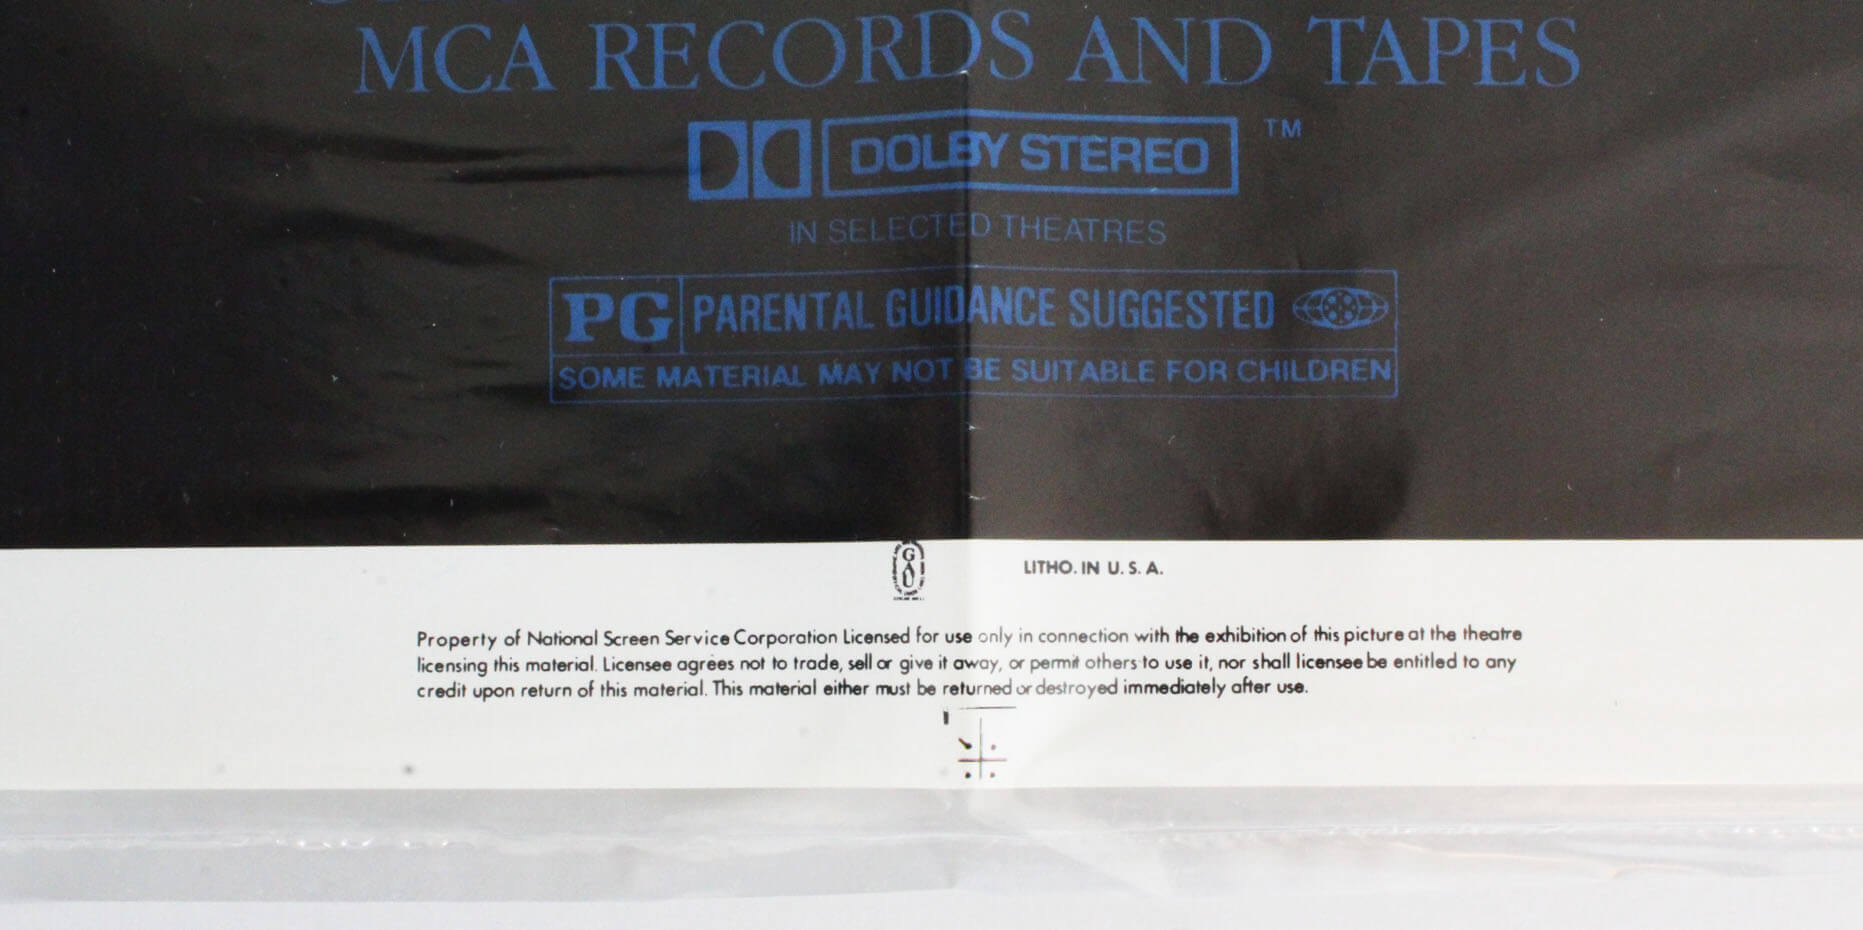 MCA RECORDS AND TAPES
DOLBY STEREO TM
IN SELECTED THEATRES
PG PARENTAL GUIDANCE SUGGESTED
SOME MATERIAL MAY NOT BE SUITABLE FOR CHILDREN
GAU
LITHO. IN U. S. A.
Property of National Screen Service Corporation Licensed for use only in connection with the exhibition of this picture at the theatre
licensing this material. Licensee agrees not to trade, sell or give it away, or permit others to use it, nor shall licensee be entitled to any
credit upon return of this material. This material either must be returned or destroyed immediately after use.